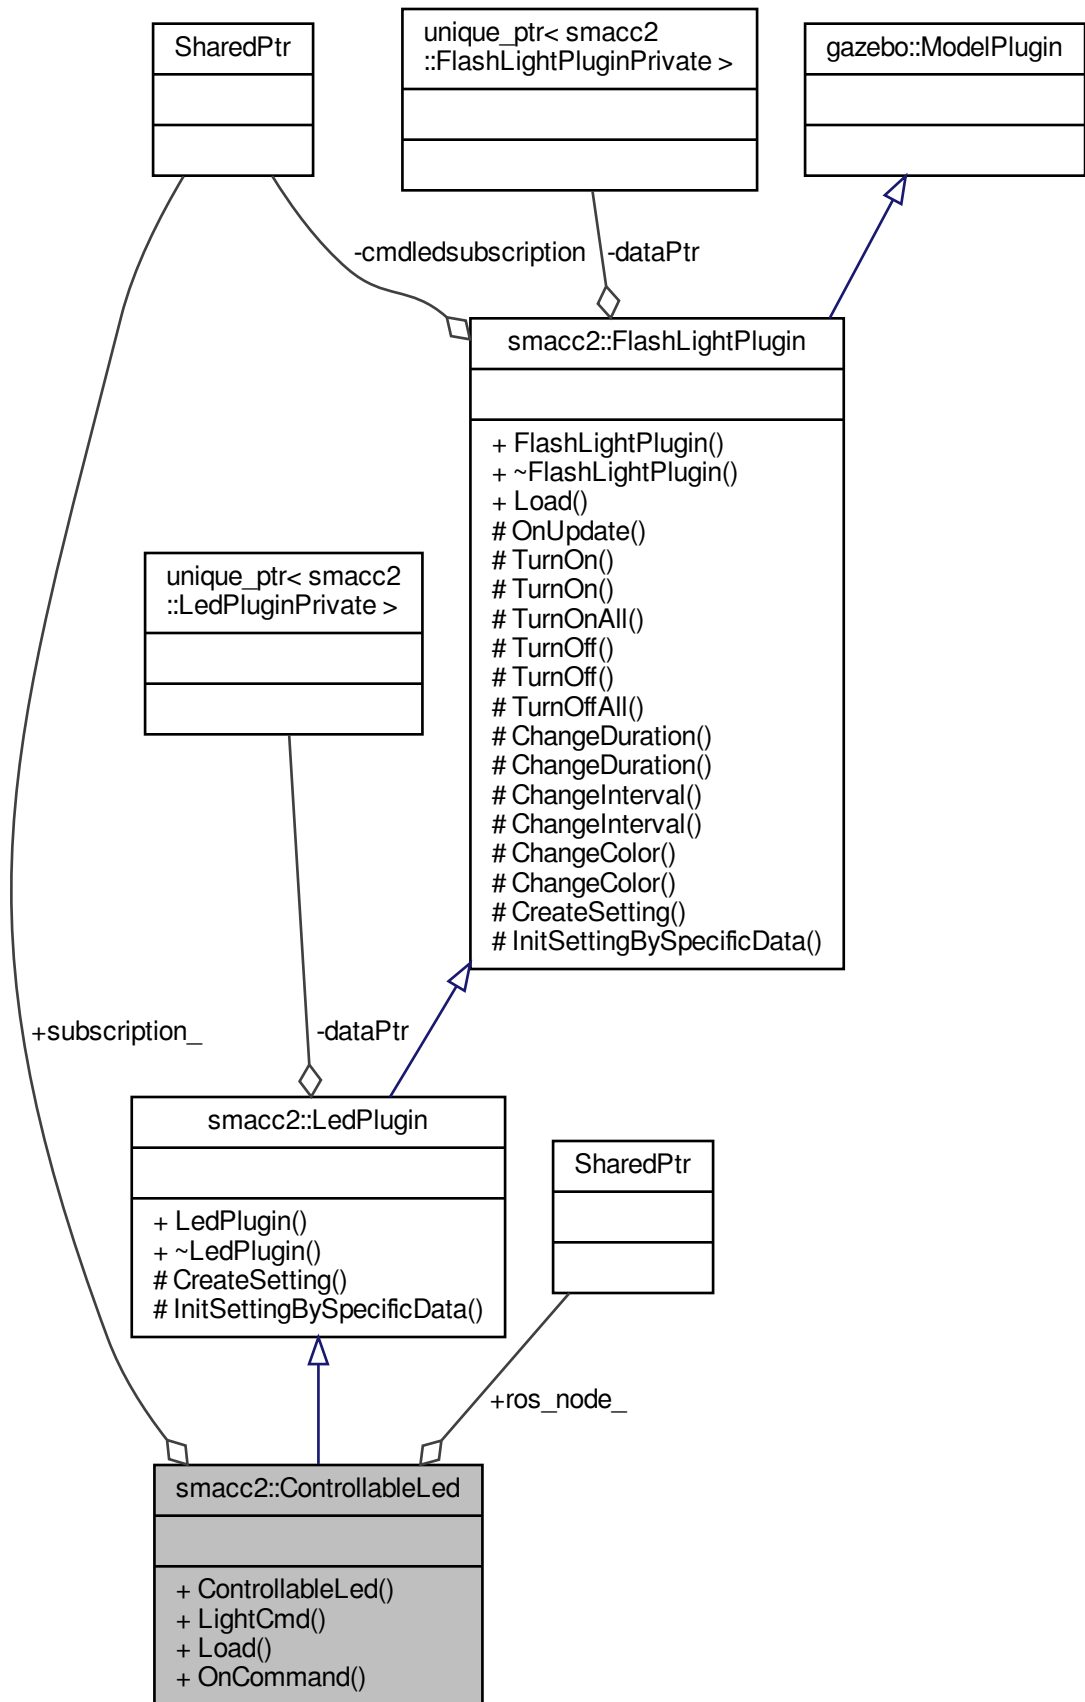 SharedPtr
unique_ptr< smacc2
::FlashLightPluginPrivate >
gazebo::ModelPlugin
-cmdledsubscription
-dataPtr
smacc2::FlashLightPlugin
+ FlashLightPlugin()
+ ~FlashLightPlugin()
+ Load()
# OnUpdate()
# TurnOn()
# TurnOn()
# TurnOnAll()
# TurnOff()
# TurnOff()
# TurnOffAll()
# ChangeDuration()
# ChangeDuration()
# ChangeInterval()
# ChangeInterval()
# ChangeColor()
# ChangeColor()
# CreateSetting()
# InitSettingBySpecificData()
unique_ptr< smacc2
::LedPluginPrivate >
+subscription_
-dataPtr
smacc2::LedPlugin
+ LedPlugin()
+ ~LedPlugin()
# CreateSetting()
# InitSettingBySpecificData()
SharedPtr
+ros_node_
smacc2::ControllableLed
+ ControllableLed()
+ LightCmd()
+ Load()
+ OnCommand()